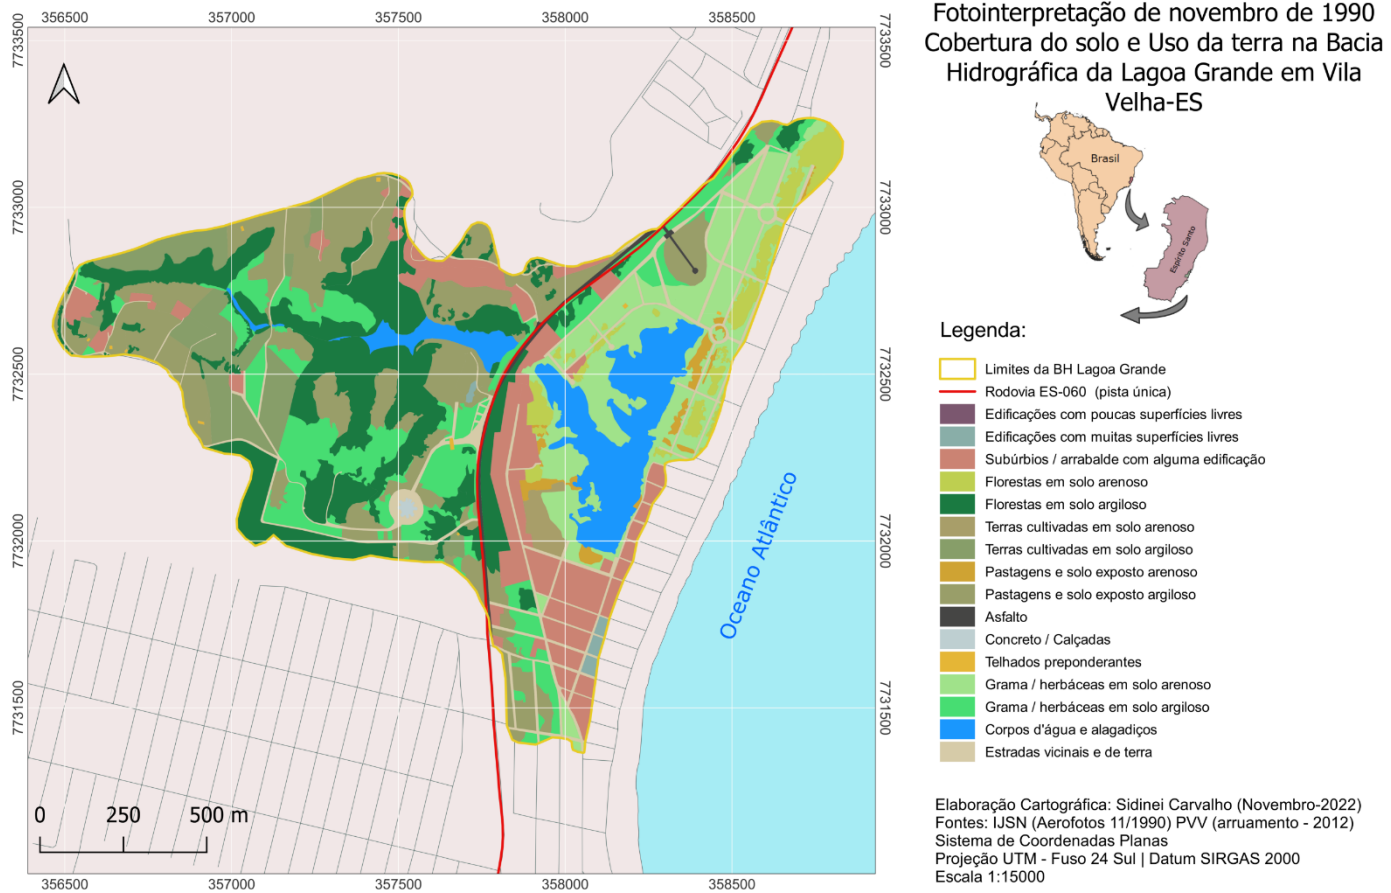 356500 357000 357500 358000 358500
Fotointerpretação de novembro de 1990
Cobertura do solo e Uso da terra na Bacia
Hidrográfica da Lagoa Grande em Vila
Velha-ES
7733500
7733500
Brasil
Espírito Santo
7733000
7733000
7732500
7732500
7732000
7732000
7731500
7731500
Oceano Atlântico
Legenda:
Limites da BH Lagoa Grande
Rodovia ES-060 (pista única)
Edificações com poucas superfícies livres
Edificações com muitas superfícies livres
Subúrbios / arrabalde com alguma edificação
Florestas em solo arenoso
Florestas em solo argiloso
Terras cultivadas em solo arenoso
Terras cultivadas em solo argiloso
Pastagens e solo exposto arenoso
Pastagens e solo exposto argiloso
Asfalto
Concreto / Calçadas
Telhados preponderantes
Grama / herbáceas em solo arenoso
Grama / herbáceas em solo argiloso
Corpos d'água e alagadiços
Estradas vicinais e de terra
0 250 500 m
356500 357000 357500 358000 358500
Elaboração Cartográfica: Sidinei Carvalho (Novembro-2022)
Fontes: IJSN (Aerofotos 11/1990) PVV (arruamento - 2012)
Sistema de Coordenadas Planas
Projeção UTM - Fuso 24 Sul | Datum SIRGAS 2000
Escala 1:15000